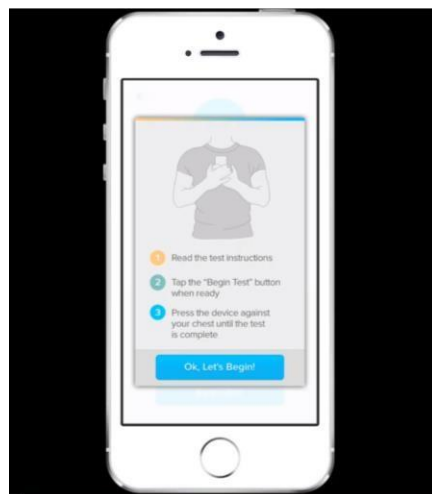 1 Read the test instructions
2 Tap the "Begin Test" button
when ready
3 Press the device against
your chest until the test
is complete
Ok, Let's Begin!